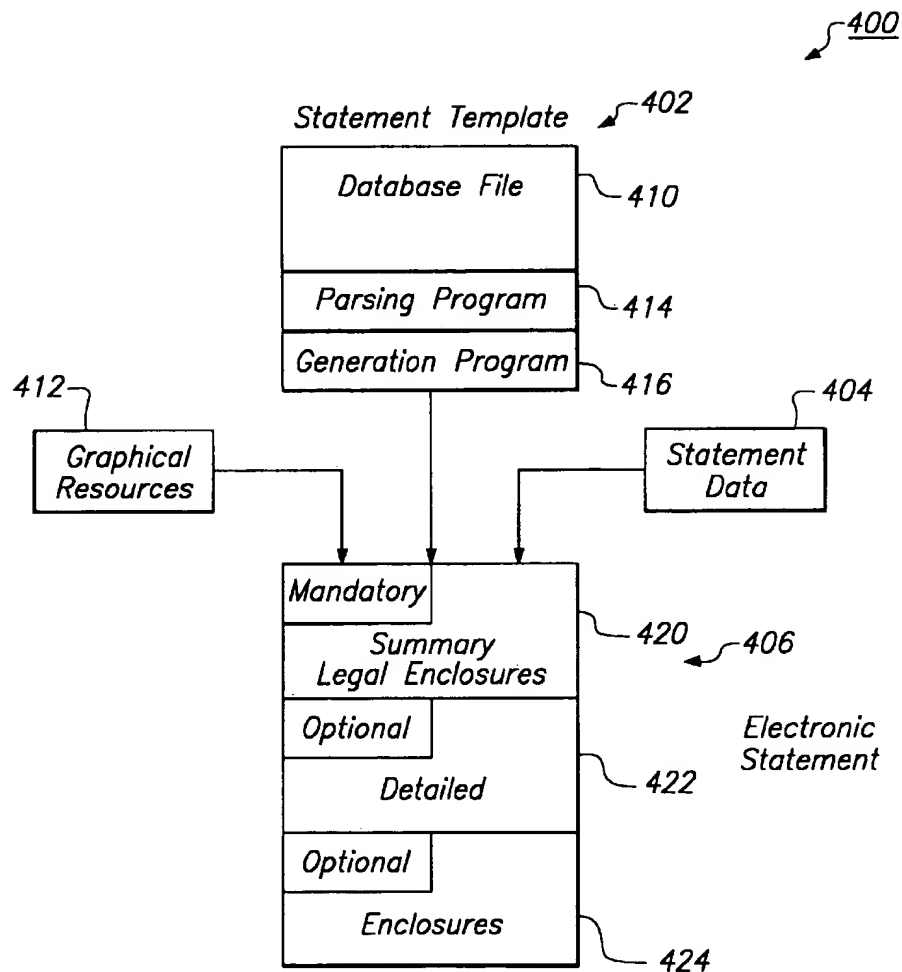 400
Statement Template
402
Database File
410
Parsing Program
414
Generation Program
416
412
404
Graphical
Resources
Statement
Data
Mandatory
Summary
Legal Enclosures
420
406
Optional
Detailed
422
Electronic
Statement
Optional
Enclosures
424